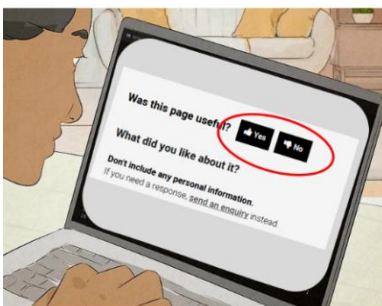 Was this page useful? Yes No
What did you like about it?
Don't include any personal information.
If you need a response, send an enquiry instead